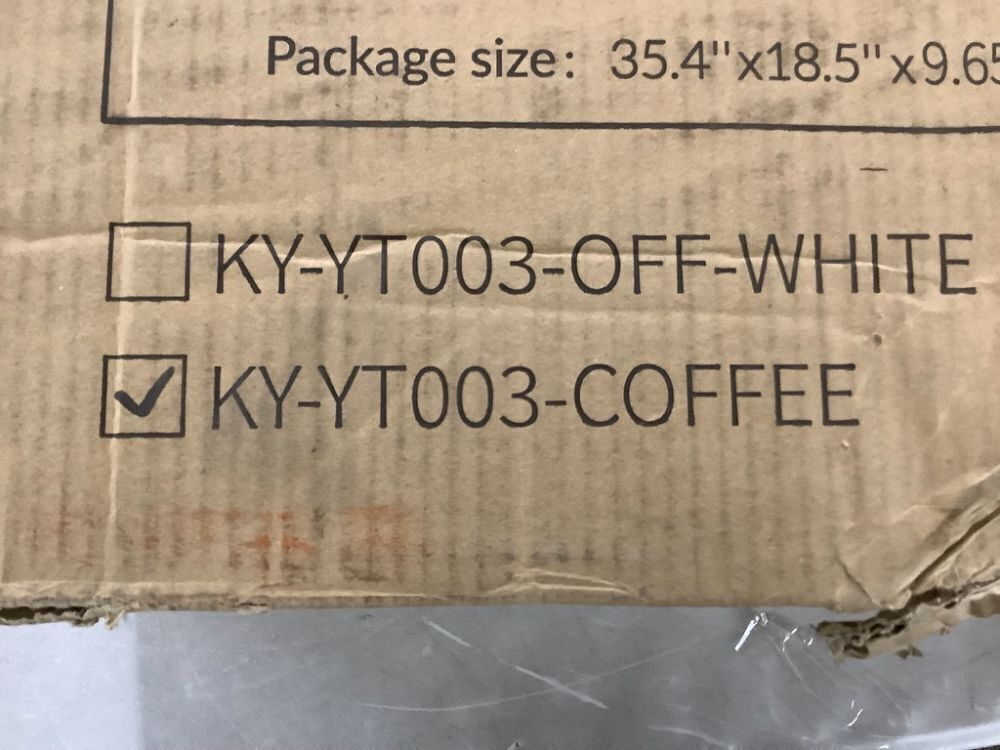 Package size: 35.4"x18.5"x9.65
KY-YT003-OFF-WHITE
KY-YT003-COFFEE